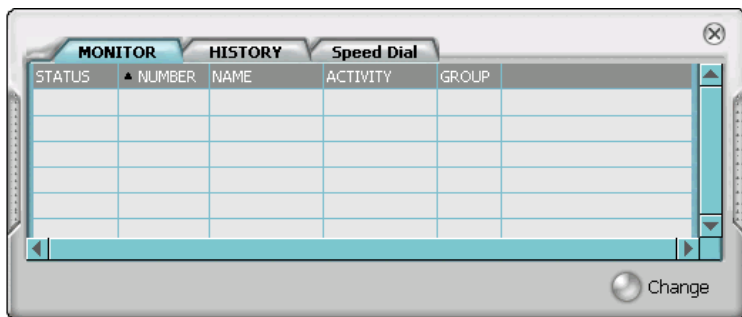 MONITOR HISTORY Speed Dial
STATUS ▲ NUMBER NAME ACTIVITY GROUP
Change